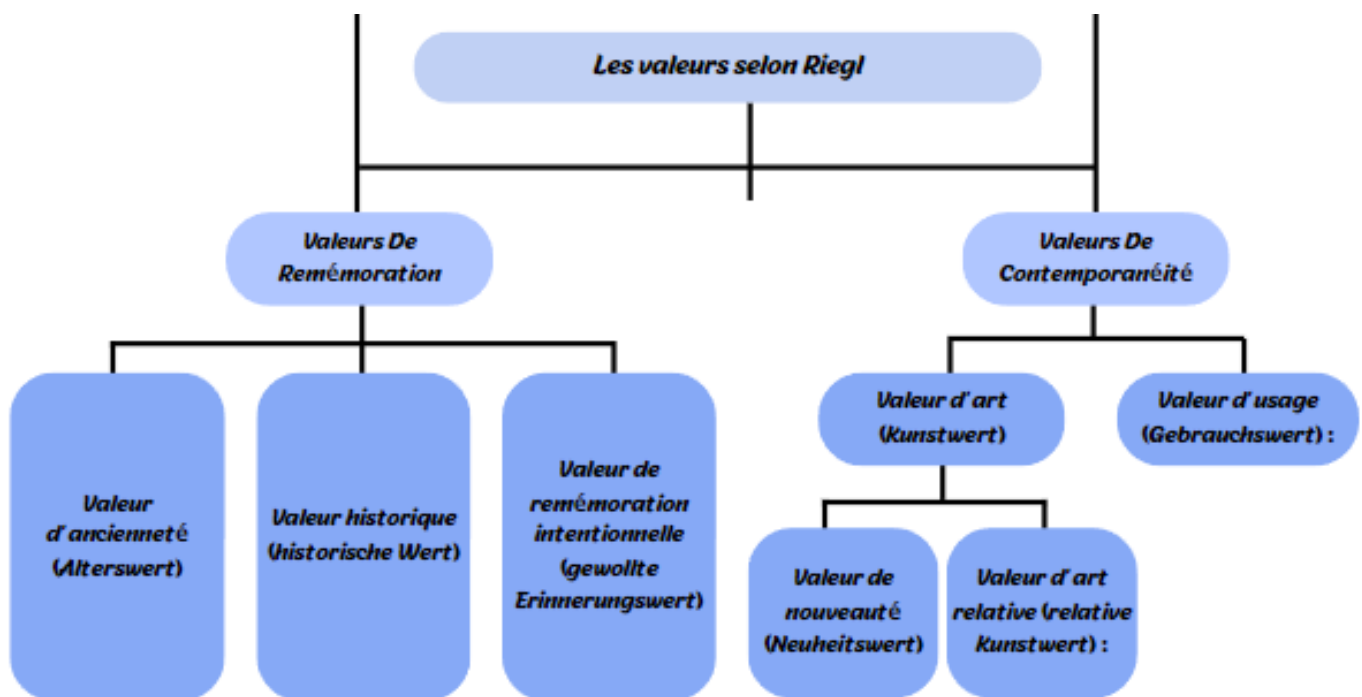 Les valeurs selon Riegl
Valeurs De
Remémoration
Valeurs De
Contemporanéité
Valeur
d'ancienneté
(Alterswert)
Valeur historique
(historische Wert)
Valeur de
remémoration
intentionnelle
(gewollte
Erinnerungswert)
Valeur d'art
(Kunstwert)
Valeur d'usage
(Gebrauchswert) :
Valeur de
nouveauté
(Neuheitswert)
Valeur d'art
relative (relative
Kunstwert) :